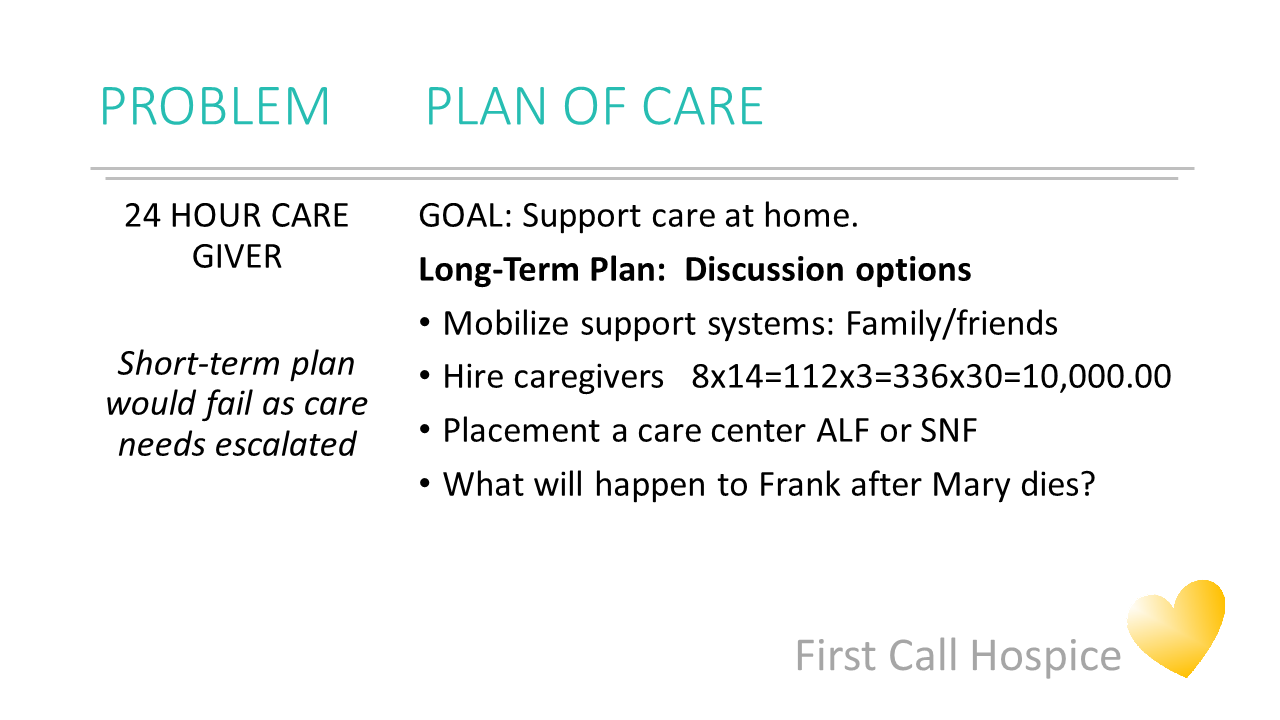 PROBLEM PLAN OF CARE
24 HOUR CARE
GIVER
Short-term plan
would fail as care
needs escalated
GOAL: Support care at home.
Long-Term Plan:  Discussion options
• Mobilize support systems: Family/friends
• Hire caregivers   8x14=112x3=336x30=10,000.00
• Placement a care center ALF or SNF
• What will happen to Frank after Mary dies?
First Call Hospice